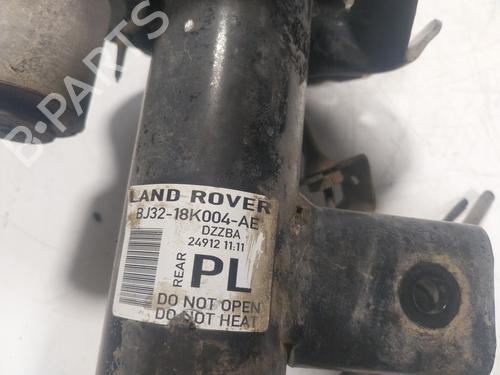 B-PARTS
LAND ROVER
BJ32-18K004-AE
DZZBA
24912 11:11
REAR PL
DO NOT OPEN
DO NOT HEAT